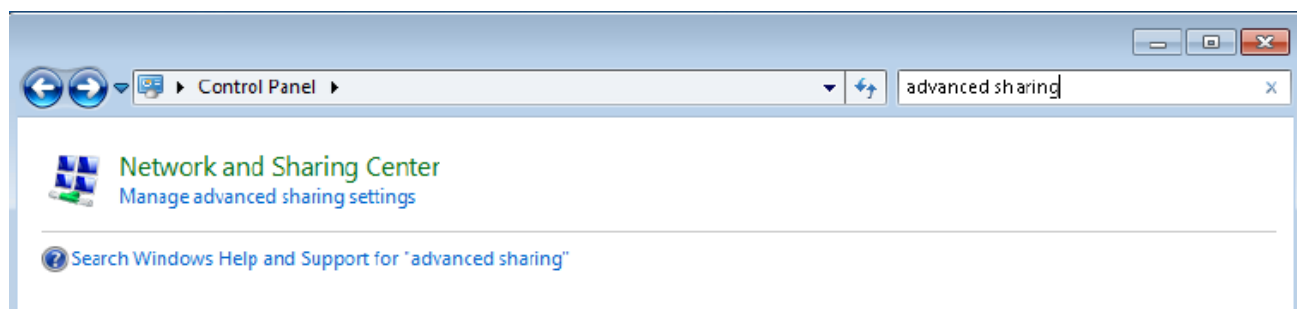 Control Panel
advanced sharing
Network and Sharing Center
Manage advanced sharing settings
Search Windows Help and Support for "advanced sharing"